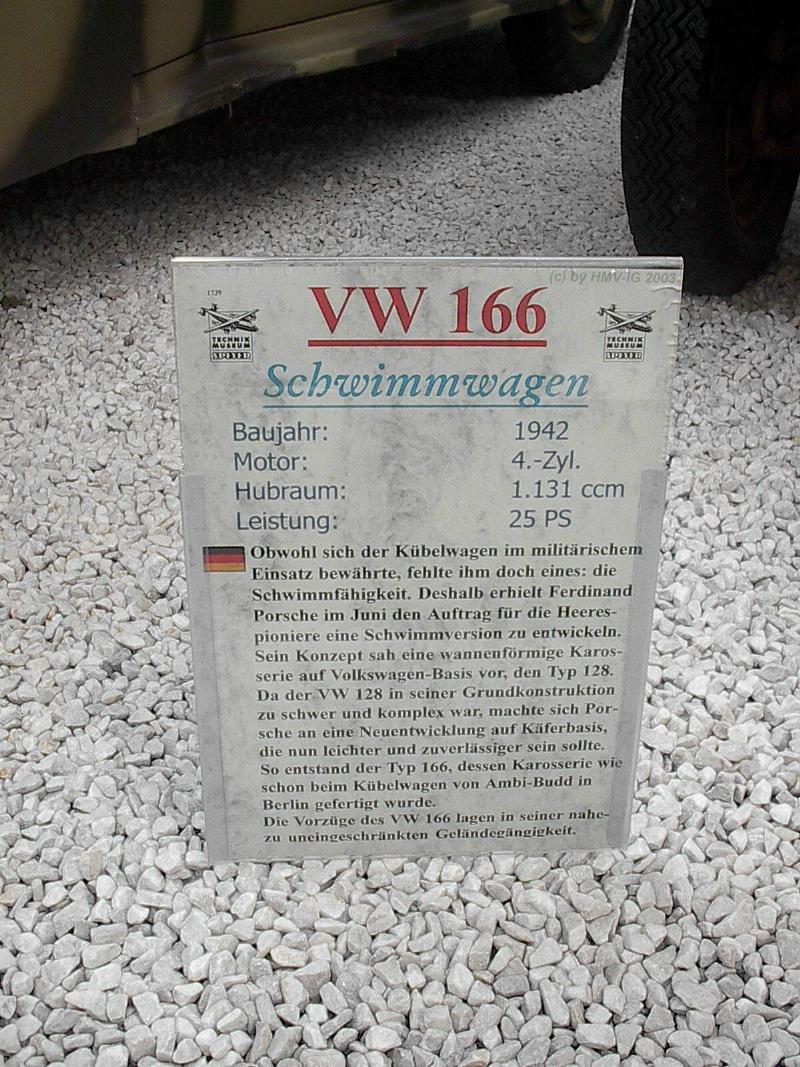 (c) by HMV-IG 2003
1739
VW 166
TECHNIK
MUSEUM
SPEYER
TECHNIK
MUSEUM
SPEYER
Schwimmwagen
Baujahr: 1942
Motor: 4.-Zyl.
Hubraum: 1.131 ccm
Leistung: 25 PS
Obwohl sich der Kübelwagen im militärischem
Einsatz bewährte, fehlte ihm doch eines: die
Schwimmfähigkeit. Deshalb erhielt Ferdinand
Porsche im Juni den Auftrag für die Heeres-
pioniere eine Schwimmversion zu entwickeln.
Sein Konzept sah eine wannenförmige Karos-
serie auf Volkswagen-Basis vor, den Typ 128.
Da der VW 128 in seiner Grundkonstruktion
zu schwer und komplex war, machte sich Por-
sche an eine Neuentwicklung auf Käferbasis,
die nun leichter und zuverlässiger sein sollte.
So entstand der Typ 166, dessen Karosserie wie
schon beim Kübelwagen von Ambi-Budd in
Berlin gefertigt wurde.
Die Vorzüge des VW 166 lagen in seiner nahe-
zu uneingeschränkten Geländegängigkeit.